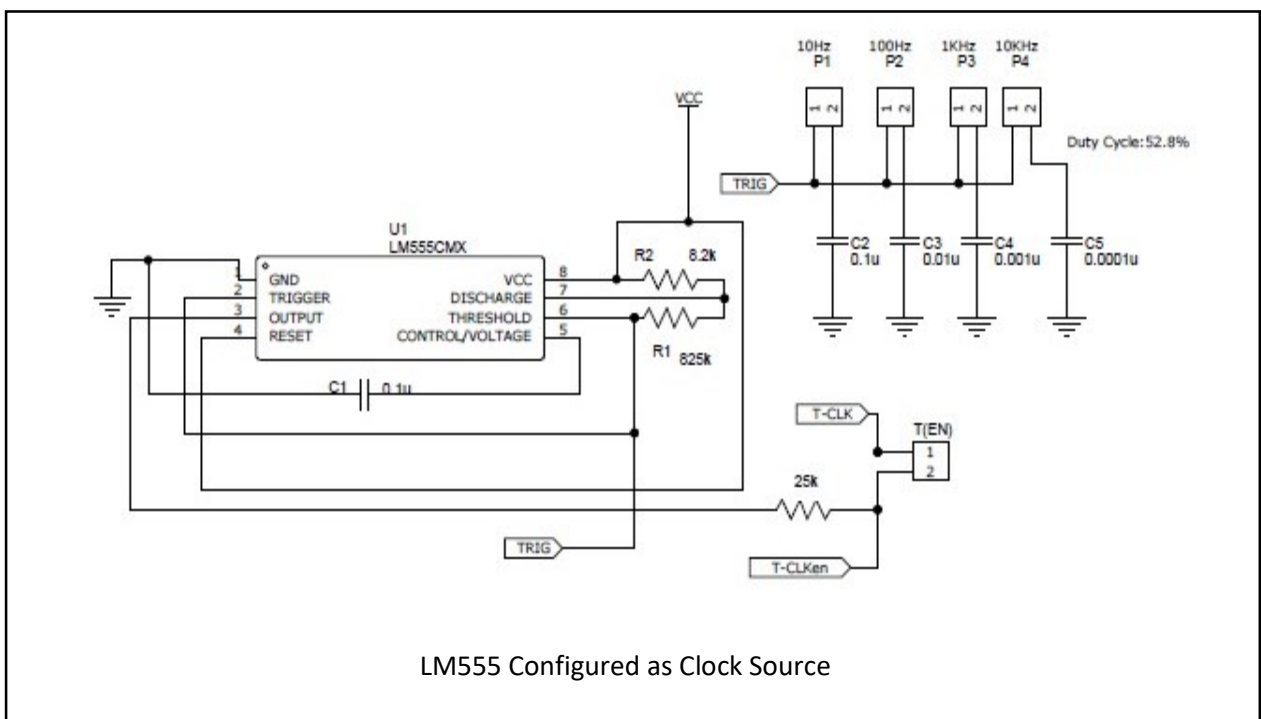 10Hz 100Hz 1KHz 10KHz
P1 P2 P3 P4
1 2 1 2 1 2 1 2
VCC
Duty Cycle:52.8%
TRIG
U1
LM555CMX
R2 8.2k
C2 C3 C4 C5
0.1u 0.01u 0.001u 0.0001u
1 GND VCC 8
2 TRIGGER DISCHARGE 7
3 OUTPUT THRESHOLD 6
4 RESET CONTROL/VOLTAGE 5
R1 825k
C1 0.1u
T-CLK
T(EN)
1
2
25k
TRIG
T-CLKen
LM555 Configured as Clock Source